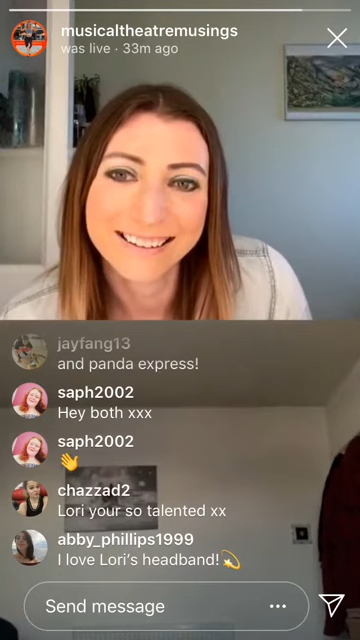 musicaltheatremusings
was live · 33m ago
jayfang13
and panda express!
saph2002
Hey both xxx
saph2002
👋
chazzad2
Lori your so talented xx
abby_phillips1999
I love Lori's headband!💫
Send message